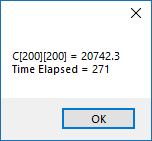 C[200][200] = 20742.3
Time Elapsed = 271
OK